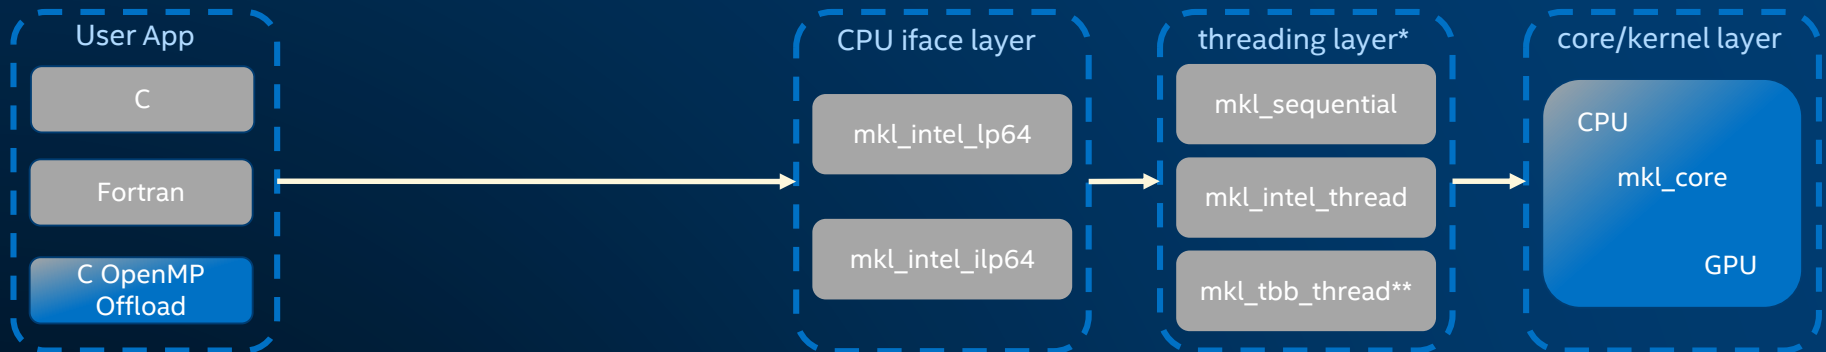 User App
C
Fortran
C OpenMP
Offload
CPU iface layer
mkl_intel_lp64
mkl_intel_ilp64
threading layer*
mkl_sequential
mkl_intel_thread
mkl_tbb_thread**
core/kernel layer
CPU
mkl_core
GPU